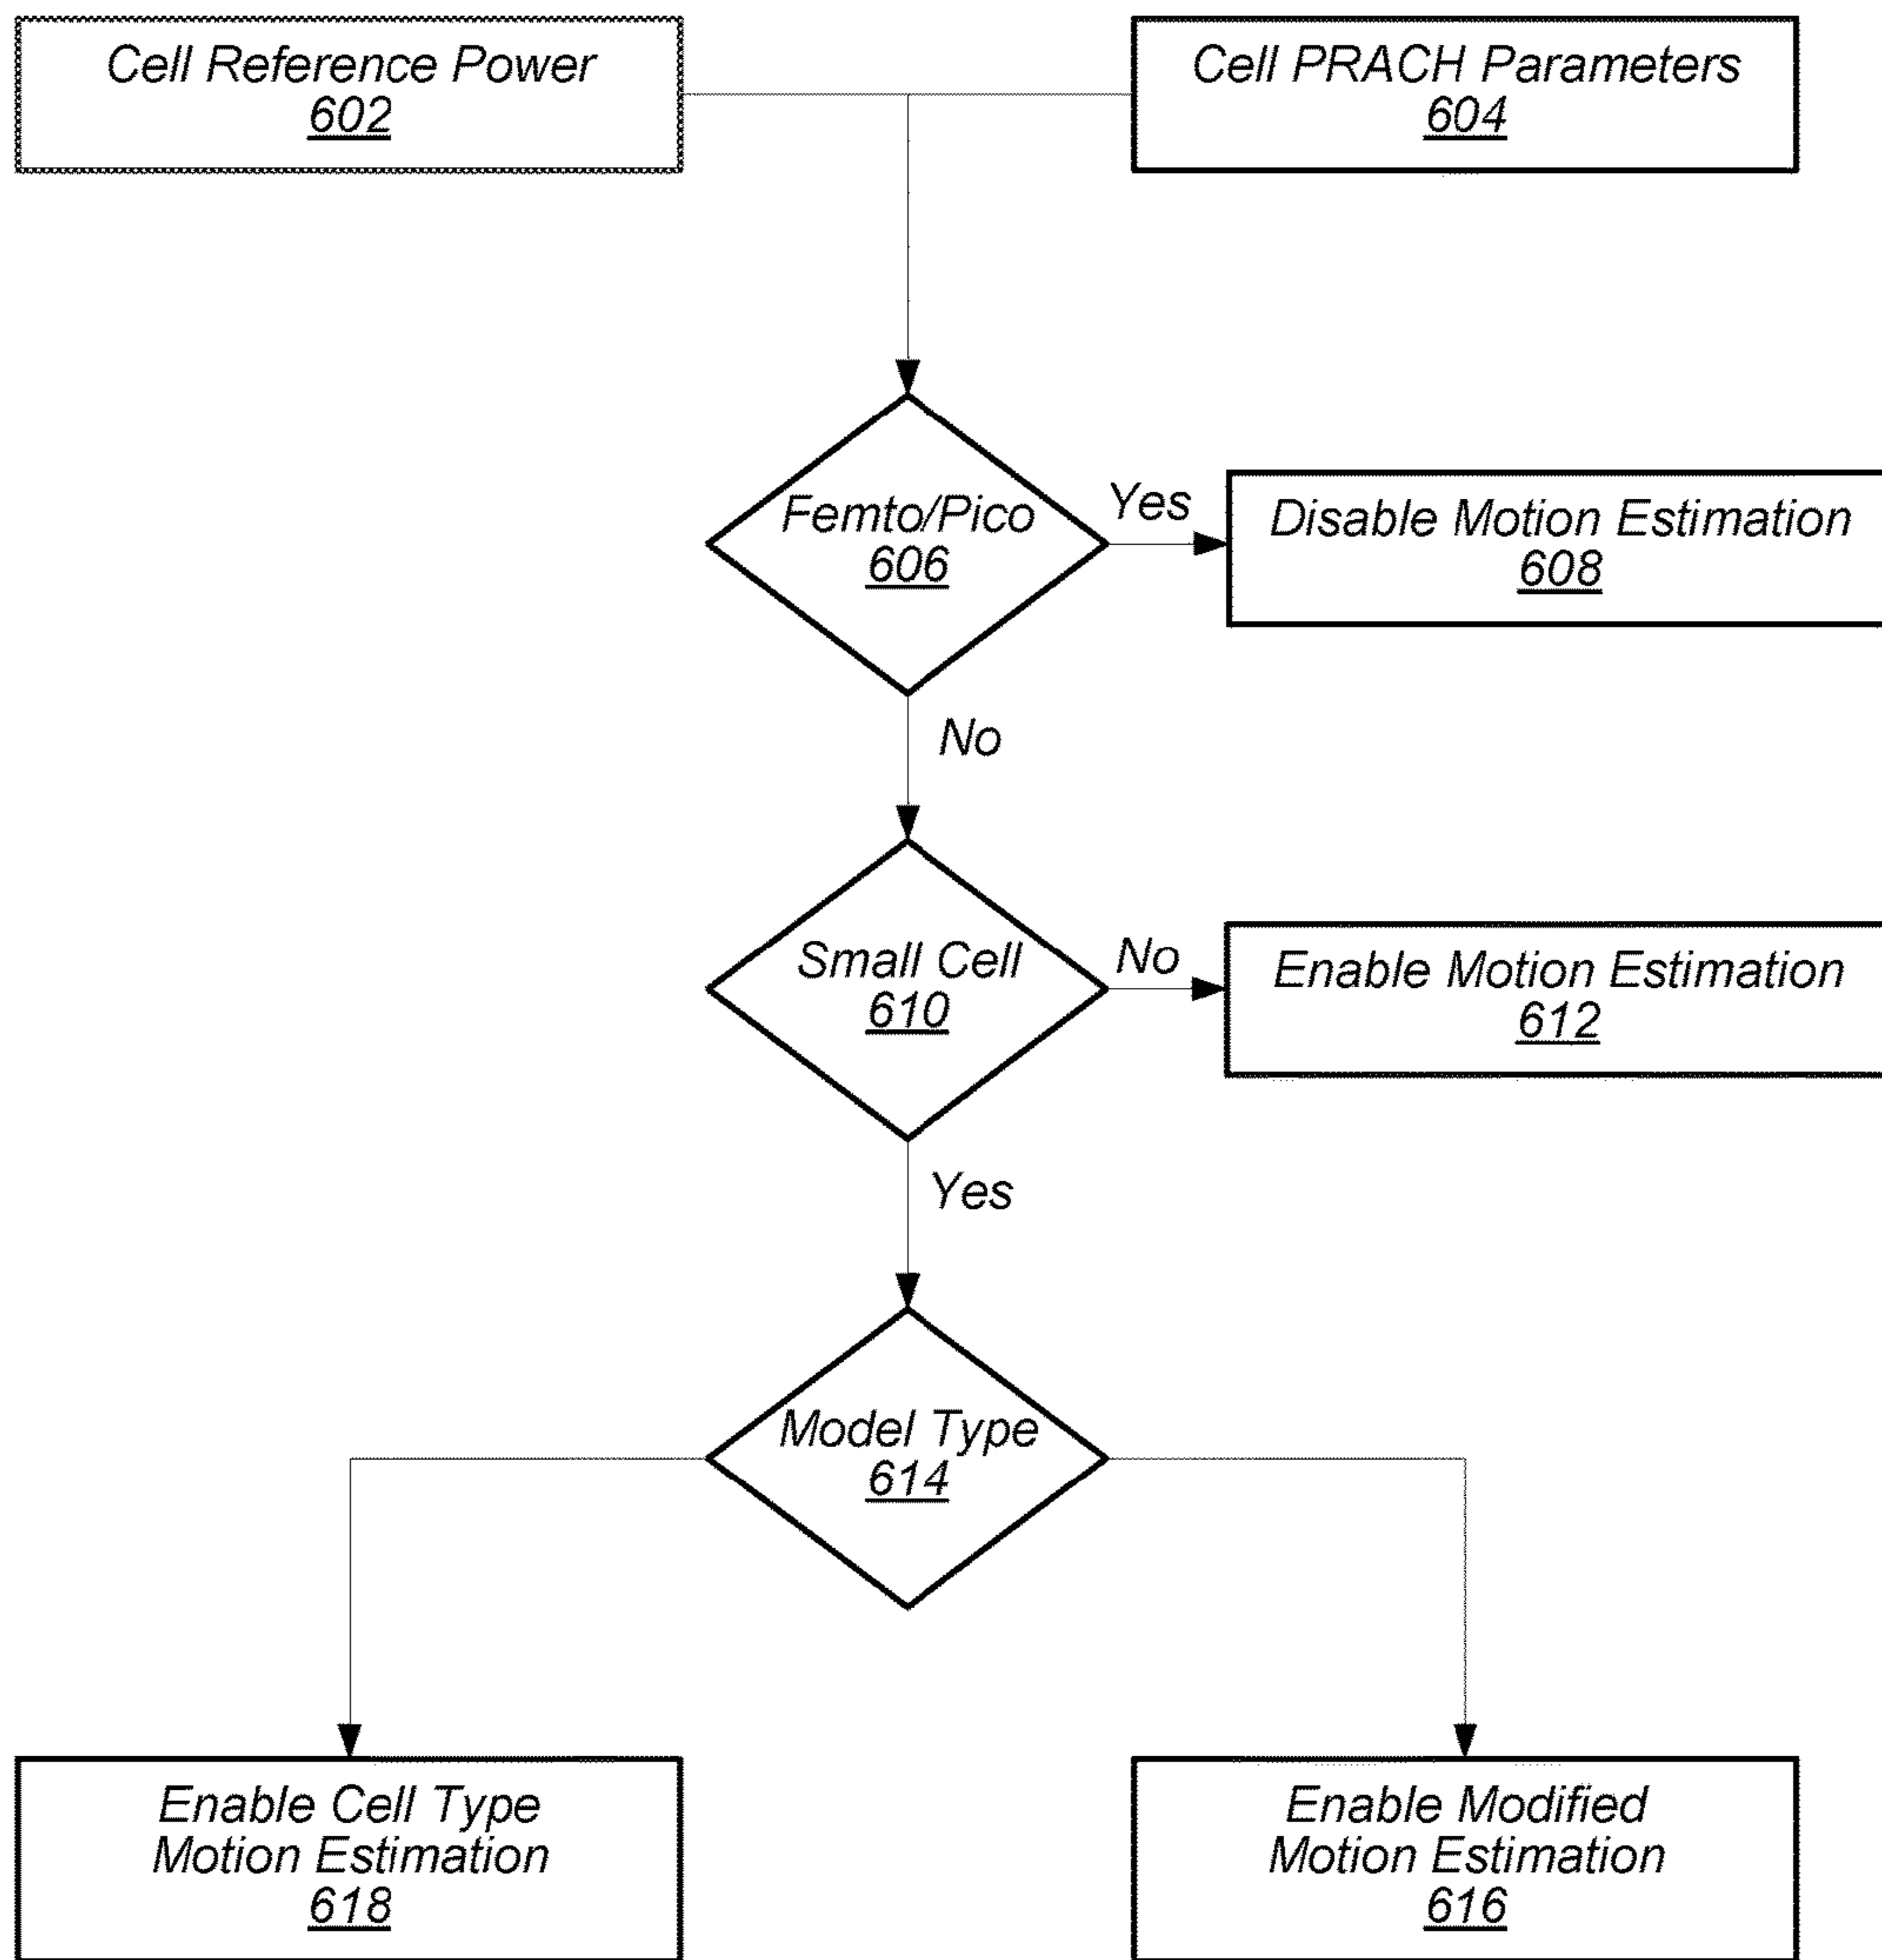 Cell Reference Power
602
Cell PRACH Parameters
604
Femto/Pico
606
Yes
Disable Motion Estimation
608
No
Small Cell
610
No
Enable Motion Estimation
612
Yes
Model Type
614
Enable Cell Type
Motion Estimation
618
Enable Modified
Motion Estimation
616